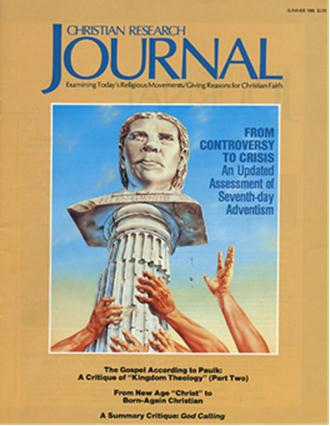 SUMMER 1988
CHRISTIAN RESEARCH
JOURNAL
Examining Today's Religious Movements/Giving Reasons for Christian Faith
FROM
CONTROVERSY
TO CRISIS
An Updated
Assessment of
Seventh-day
Adventism
The Gospel According to Paulk:
A Critique of "Kingdom Theology" (Part Two)
From New Age "Christ" to
Born-Again Christian
A Summary Critique: God Calling